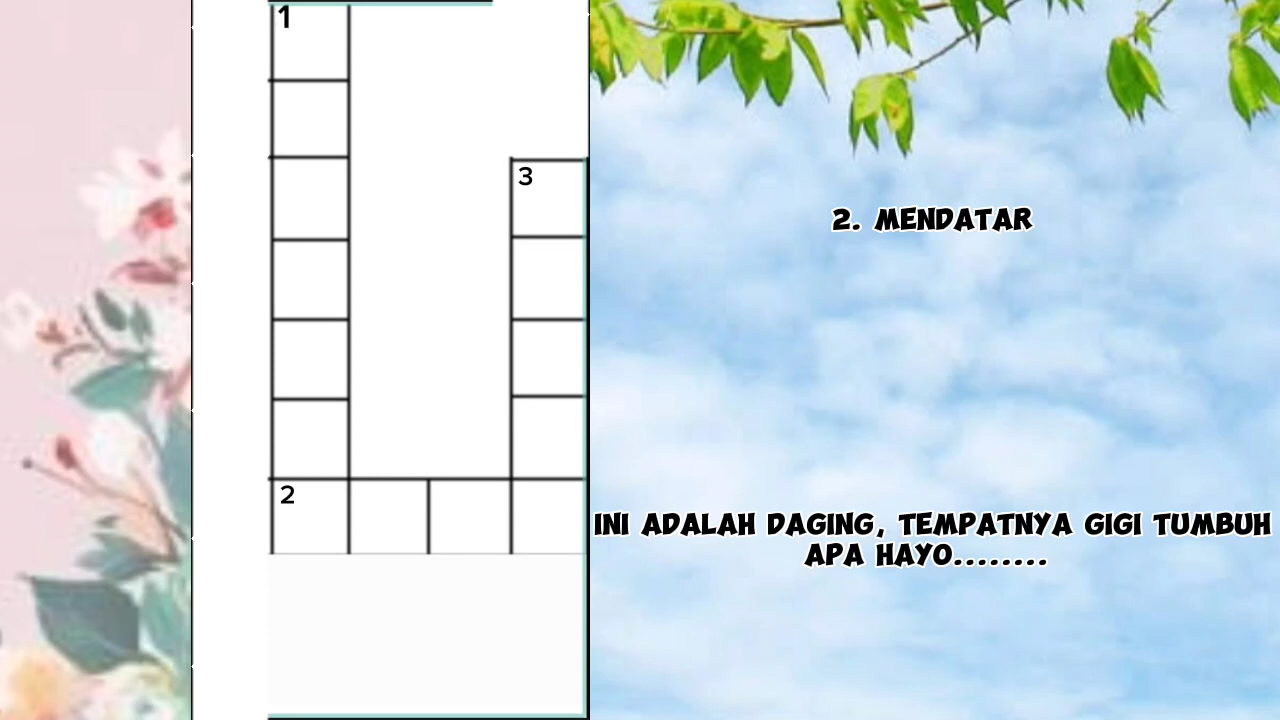 1
3
2
2. MENDATAR
INI ADALAH DAGING, TEMPATNYA GIGI TUMBUH
APA HAYO........